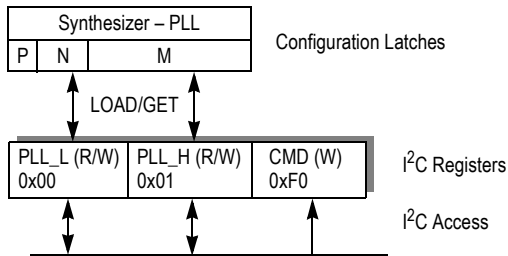 Synthesizer – PLL
P N M
Configuration Latches
LOAD/GET
PLL_L (R/W) PLL_H (R/W) CMD (W)
0x00 0x01 0xF0
I2C Registers
I2C Access